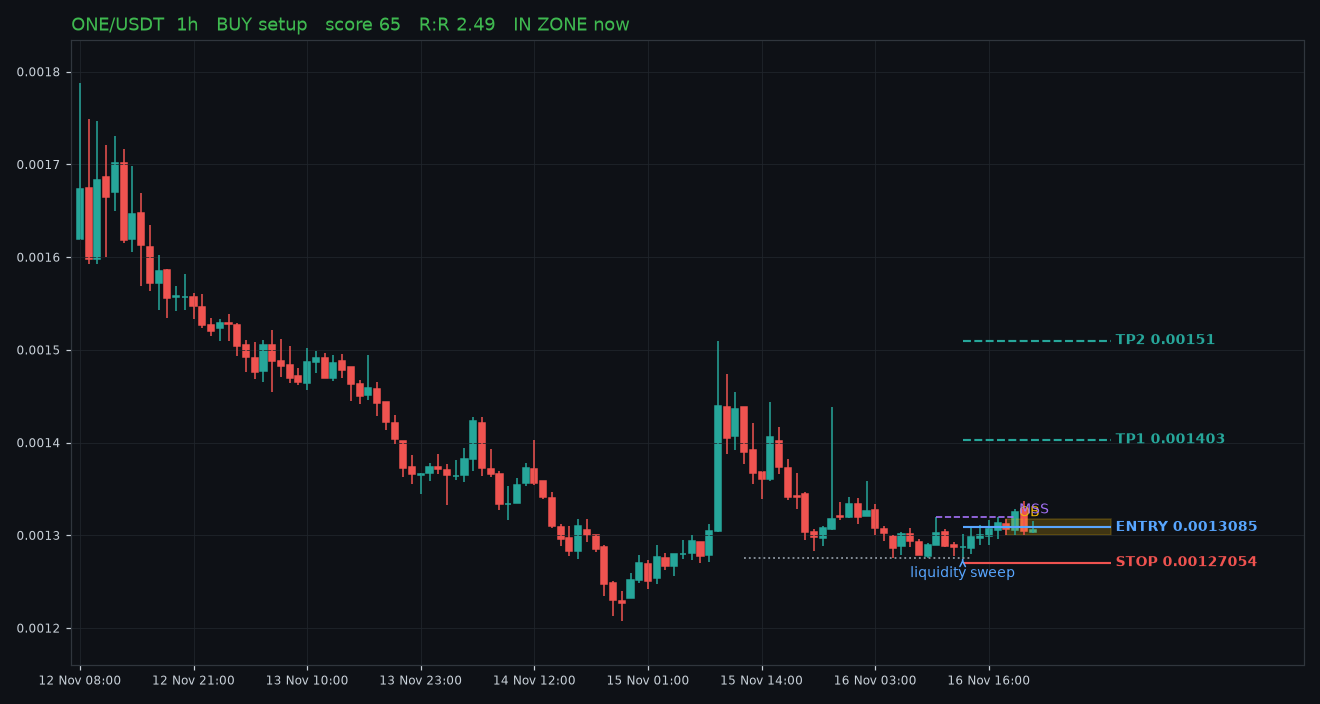 ONE/USDT 1h BUY setup score 65 R:R 2.49 IN ZONE now
0.0018
0.0017
0.0016
0.0015
0.0014
0.0013
0.0012
TP2 0.00151
TP1 0.001403
MSS
OB
ENTRY 0.0013085
STOP 0.00127054
liquidity sweep
12 Nov 08:00
12 Nov 21:00
13 Nov 10:00
13 Nov 23:00
14 Nov 12:00
15 Nov 01:00
15 Nov 14:00
16 Nov 03:00
16 Nov 16:00